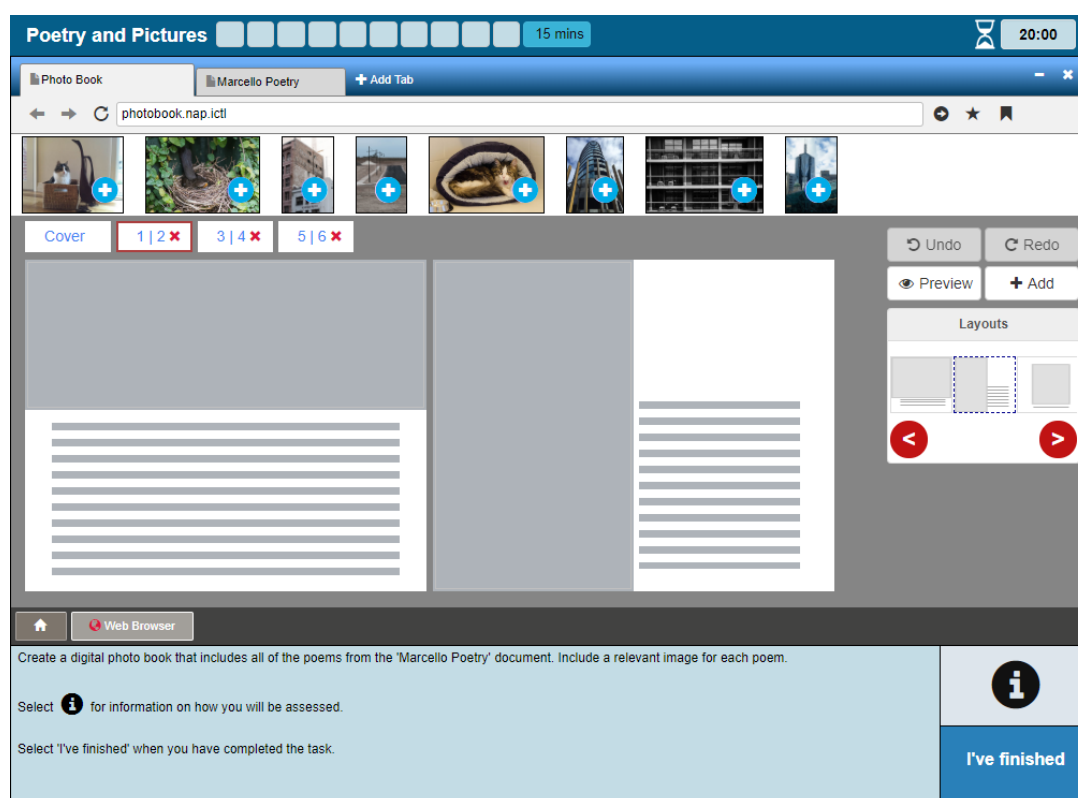 Poetry and Pictures 15 mins 20:00
Photo Book Marcello Poetry Add Tab
photobook.nap.ictl
Cover 1 | 2 3 | 4 5 | 6
Undo Redo
Preview Add
Layouts
< >
Web Browser
Create a digital photo book that includes all of the poems from the 'Marcello Poetry' document. Include a relevant image for each poem.
Select i for information on how you will be assessed.
Select 'I've finished' when you have completed the task.
i
I've finished